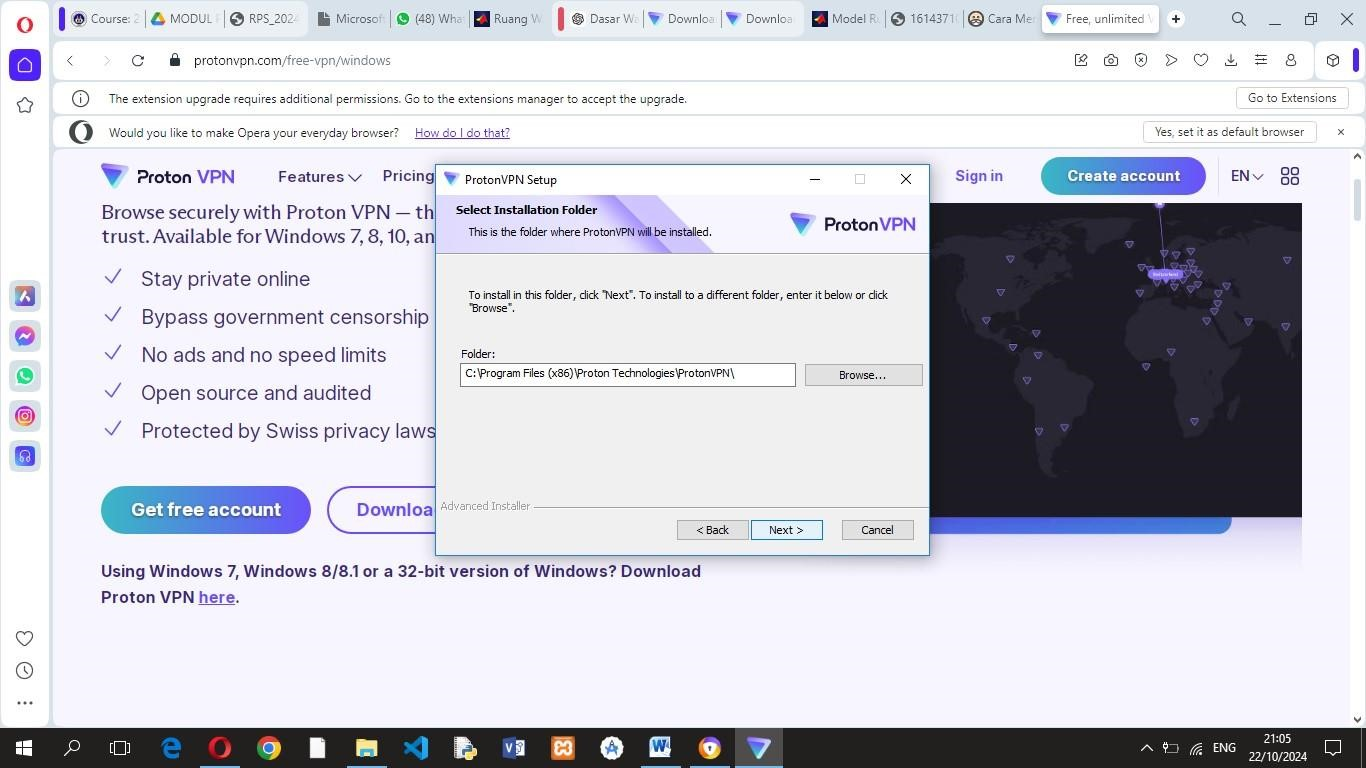 Course: 2
MODUL P
RPS_2024
Microsof
(48) Wha
Ruang W
Dasar Wa
Downloa
Downloa
Model Ru
1614371
Cara Me
Free, unlimited V
protonvpn.com/free-vpn/windows
The extension upgrade requires additional permissions. Go to the extensions manager to accept the upgrade.
Go to Extensions
Would you like to make Opera your everyday browser? How do I do that?
Yes, set it as default browser
Proton VPN
Features
Pricing
Sign in
Create account
EN
Browse securely with Proton VPN — th
trust. Available for Windows 7, 8, 10, an
Stay private online
Bypass government censorship
No ads and no speed limits
Open source and audited
Protected by Swiss privacy laws
Get free account
Downloa
Using Windows 7, Windows 8/8.1 or a 32-bit version of Windows? Download
Proton VPN here.
ProtonVPN Setup
Select Installation Folder
This is the folder where ProtonVPN will be installed.
ProtonVPN
To install in this folder, click "Next". To install to a different folder, enter it below or click
"Browse".
Folder:
C:\Program Files (x86)\Proton Technologies\ProtonVPN\
Browse...
Advanced Installer
< Back
Next >
Cancel
ENG
21:05
22/10/2024